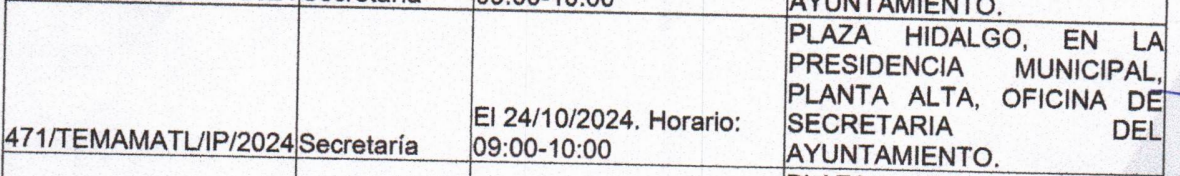 AYUNTAMIENTO.
PLAZA HIDALGO, EN LA
PRESIDENCIA MUNICIPAL,
PLANTA ALTA, OFICINA DE
471/TEMAMATL/IP/2024 Secretaría El 24/10/2024. Horario: SECRETARIA DEL
09:00-10:00 AYUNTAMIENTO.